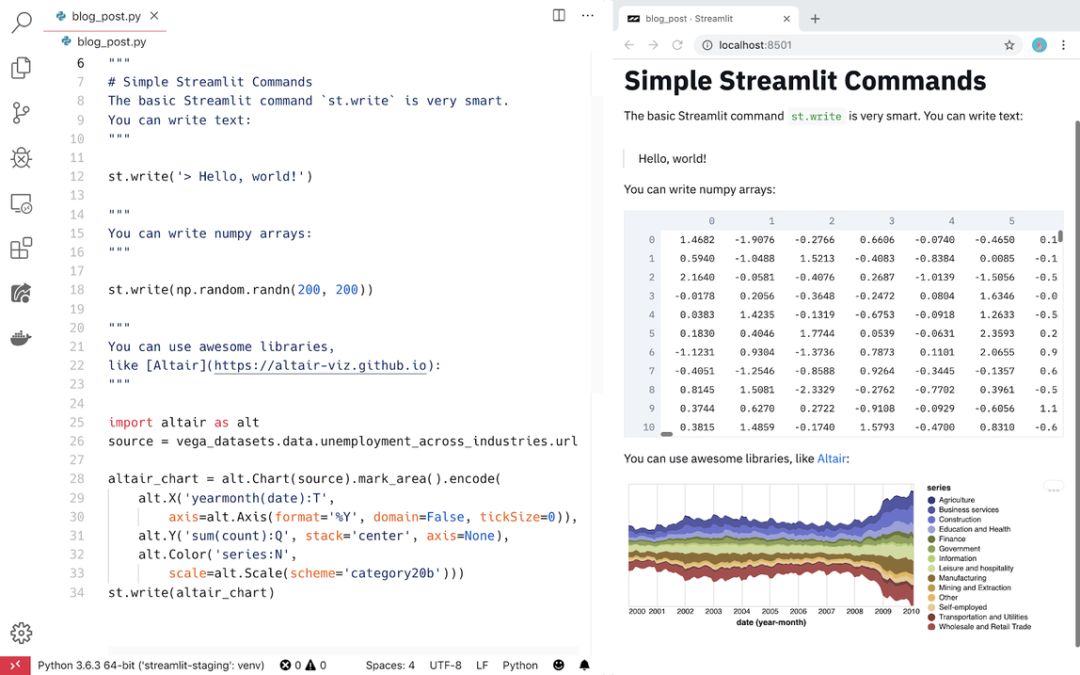 blog_post.py
blog_post.py
6 """
7 # Simple Streamlit Commands
8 The basic Streamlit command `st.write` is very smart.
9 You can write text:
10 """
11
12 st.write('> Hello, world!')
13
14 """
15 You can write numpy arrays:
16 """
17
18 st.write(np.random.randn(200, 200))
19
20 """
21 You can use awesome libraries,
22 like [Altair](https://altair-viz.github.io):
23 """
24
25 import altair as alt
26 source = vega_datasets.data.unemployment_across_industries.url
27
28 altair_chart = alt.Chart(source).mark_area().encode(
29 alt.X('yearmonth(date):T',
30 axis=alt.Axis(format='%Y', domain=False, tickSize=0)),
31 alt.Y('sum(count):Q', stack='center', axis=None),
32 alt.Color('series:N',
33 scale=alt.Scale(scheme='category20b')))
34 st.write(altair_chart)
Python 3.6.3 64-bit ('streamlit-staging': venv) 0 0 Spaces: 4 UTF-8 LF Python
blog_post · Streamlit
localhost:8501
Simple Streamlit Commands
The basic Streamlit command st.write is very smart. You can write text:
Hello, world!
You can write numpy arrays:
0 1 2 3 4 5
0 1.4682 -1.9076 -0.2766 0.6606 -0.0740 -0.4650 0.1
1 0.5940 -1.0488 1.5213 -0.4083 -0.8384 0.0085 -0.1
2 2.1640 -0.0581 -0.4076 0.2687 -1.0139 -1.5056 -0.5
3 -0.0178 0.2056 -0.3648 -0.2472 0.0804 1.6346 -0.0
4 0.0383 1.4235 -0.1319 -0.6753 -0.0918 1.2633 -0.5
5 0.1830 0.4046 1.7744 0.0539 -0.0631 2.3593 0.2
6 -1.1231 0.9304 -1.3736 0.7873 0.1101 2.0655 0.9
7 -0.4051 -1.2546 -0.8588 0.9264 -0.3445 -0.1357 0.6
8 0.8145 1.5081 -2.3329 -0.2762 -0.7702 0.3961 -0.5
9 0.3744 0.6270 0.2722 -0.9108 -0.0929 -0.6056 1.1
10 0.3815 1.4859 -0.1740 1.5793 -0.4700 0.8310 -0.6
You can use awesome libraries, like Altair:
series
Agriculture
Business services
Construction
Education and Health
Finance
Government
Information
Leisure and hospitality
Manufacturing
Mining and Extraction
Other
Self-employed
Transportation and Utilities
Wholesale and Retail Trade
2000 2001 2002 2003 2004 2005 2006 2007 2008 2009 2010
date (year-month)